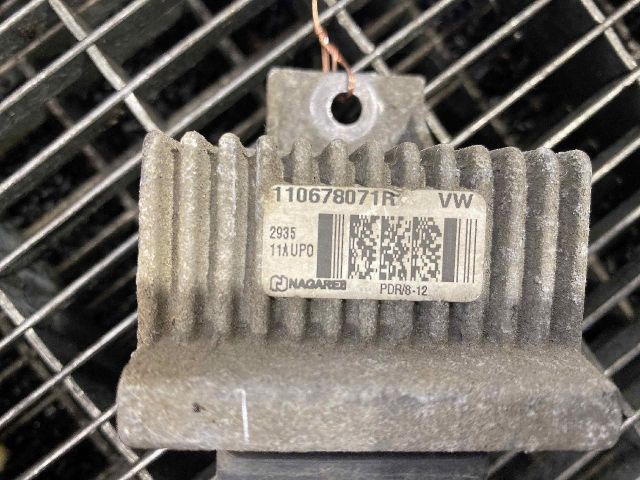 110678071R VW
2935
11A UPO
NAGARES
PDR/8-12